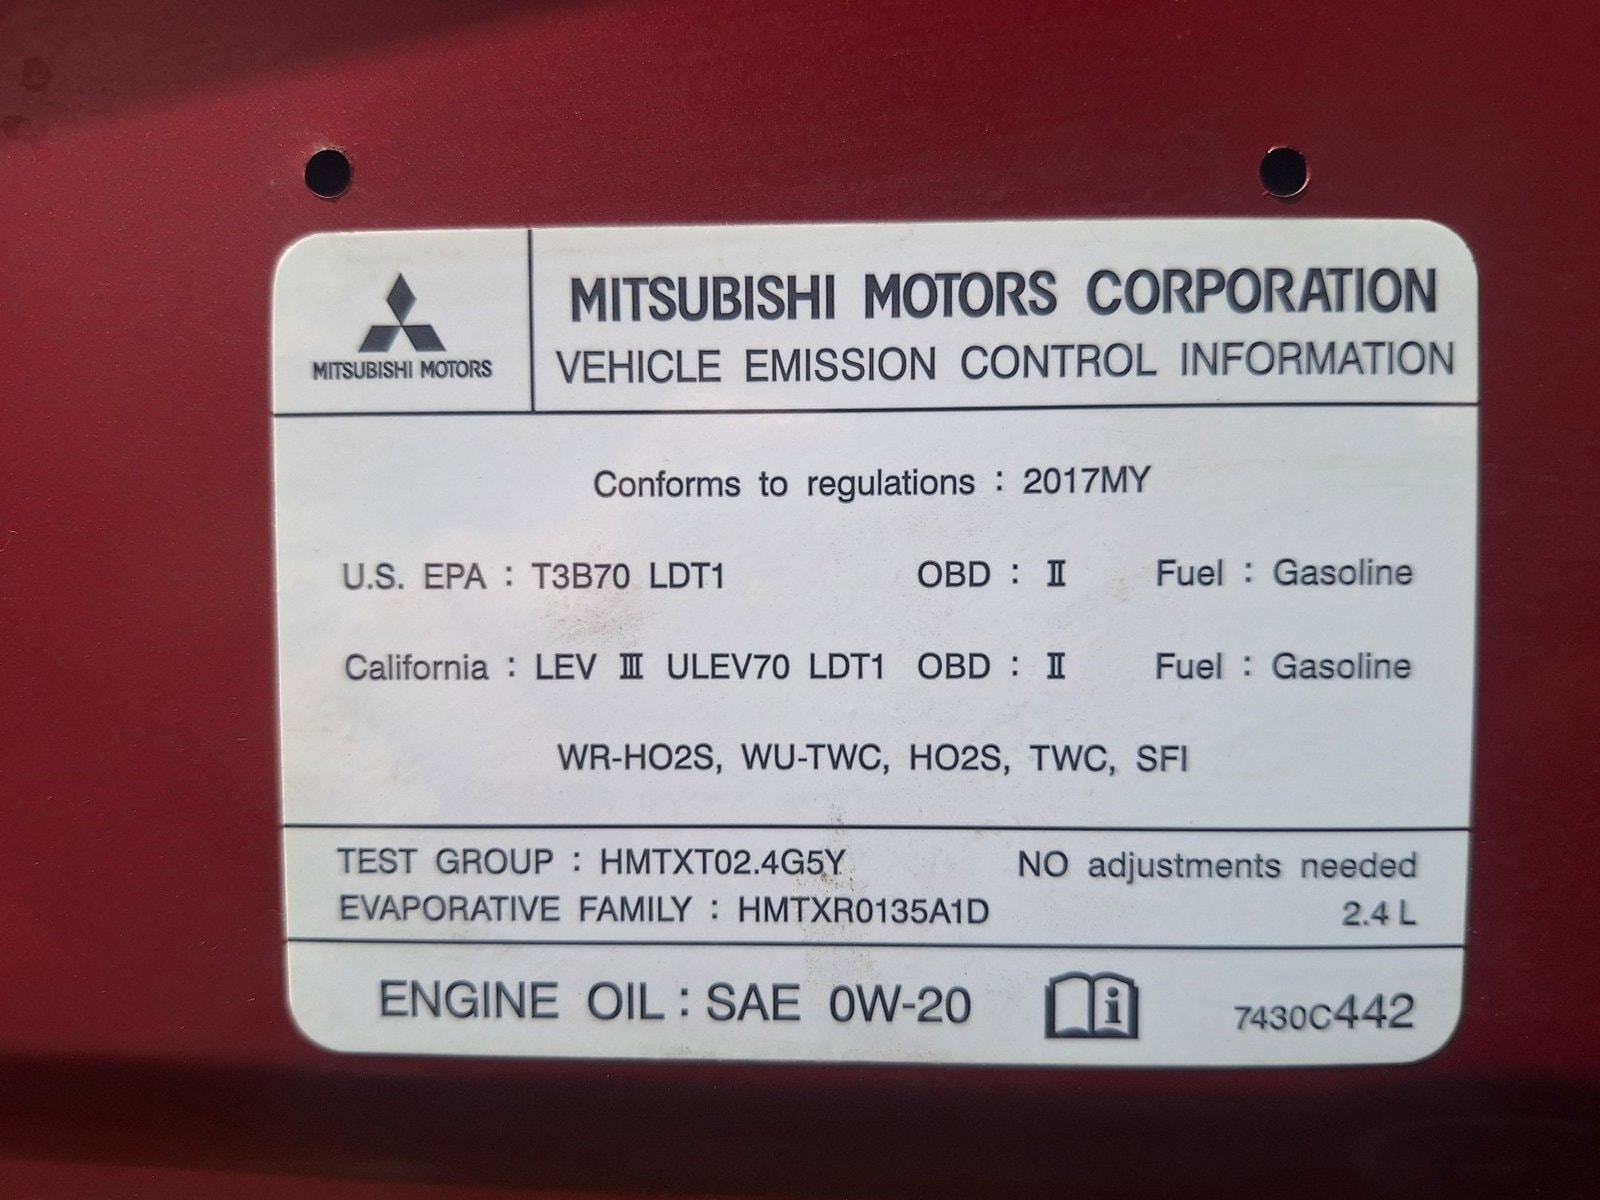 MITSUBISHI MOTORS
MITSUBISHI MOTORS CORPORATION
VEHICLE EMISSION CONTROL INFORMATION
Conforms to regulations : 2017MY
U.S. EPA : T3B70 LDT1 OBD : Ⅱ Fuel : Gasoline
California : LEV Ⅲ ULEV70 LDT1 OBD : Ⅱ Fuel : Gasoline
WR-HO2S, WU-TWC, HO2S, TWC, SFI
TEST GROUP : HMTXT02.4G5Y NO adjustments needed
EVAPORATIVE FAMILY : HMTXR0135A1D 2.4 L
ENGINE OIL : SAE 0W-20 7430C442